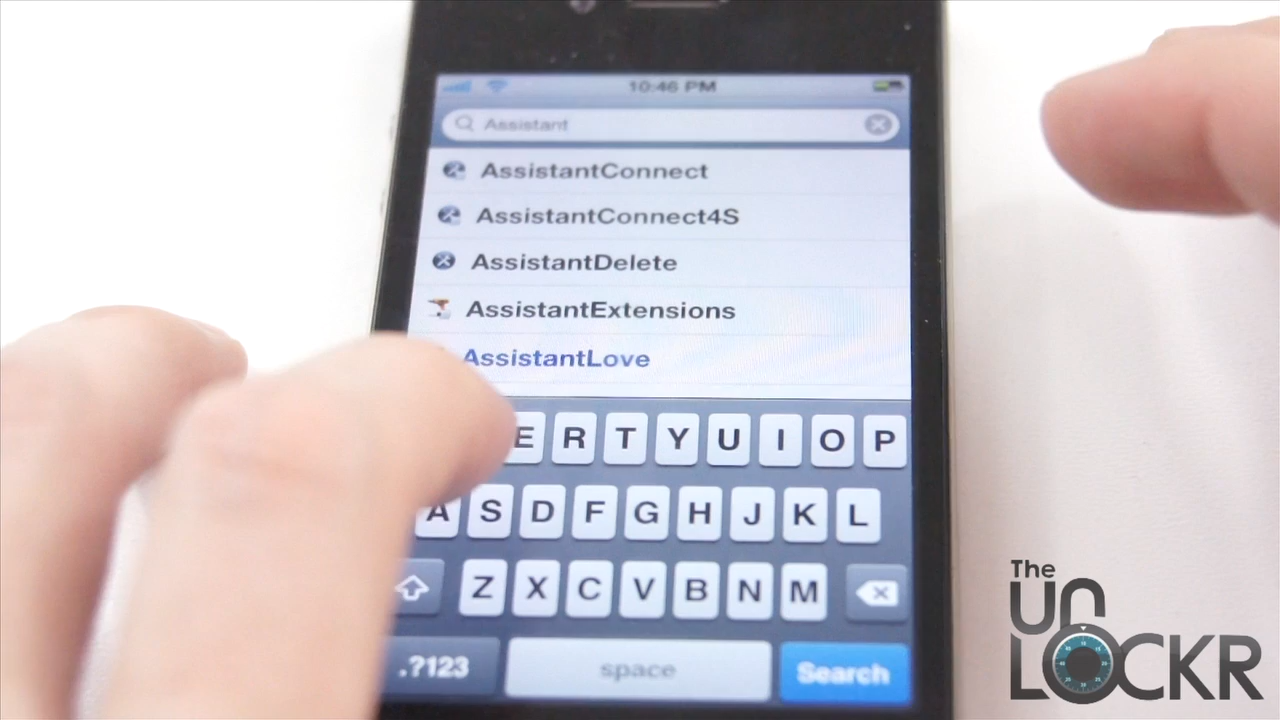 10:46 PM
Assistant
AssistantConnect
AssistantConnect4S
AssistantDelete
AssistantExtensions
AssistantLove
E R T Y U I O P
A S D F G H J K L
Z X C V B N M
.?123 space Search
The
UN
LOCKR